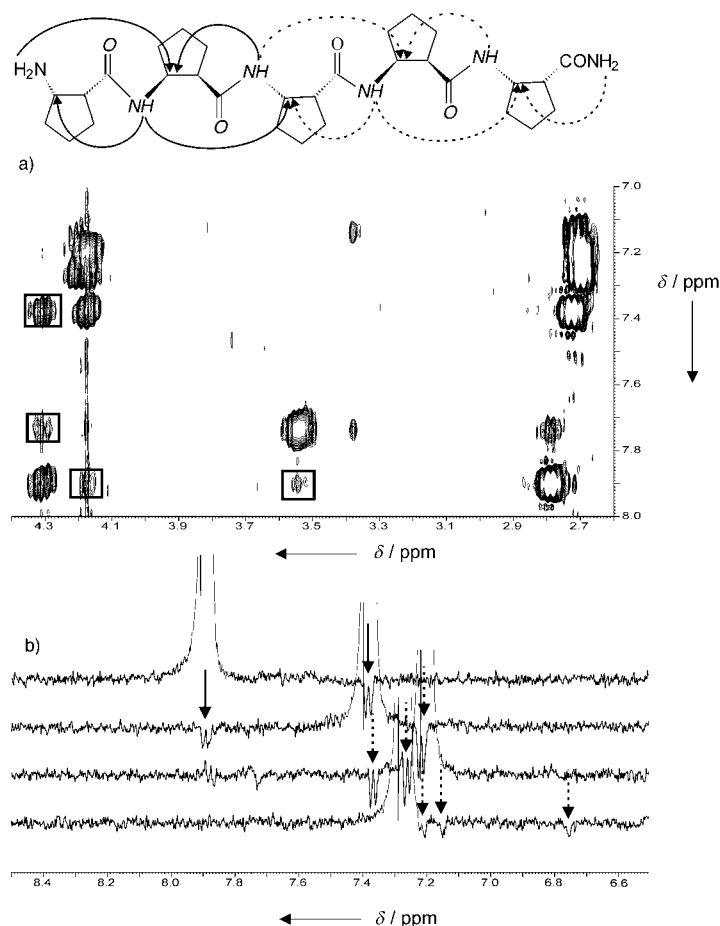 O O O
H2N NH CONH2
NH NH
NH
O O
a)
7.0
7.2
δ / ppm
7.4
7.6
7.8
8.0
4.3 4.1 3.9 3.7 3.5 3.3 3.1 2.9 2.7
δ / ppm
b)
8.4 8.2 8.0 7.8 7.6 7.4 7.2 7.0 6.8 6.6
δ / ppm